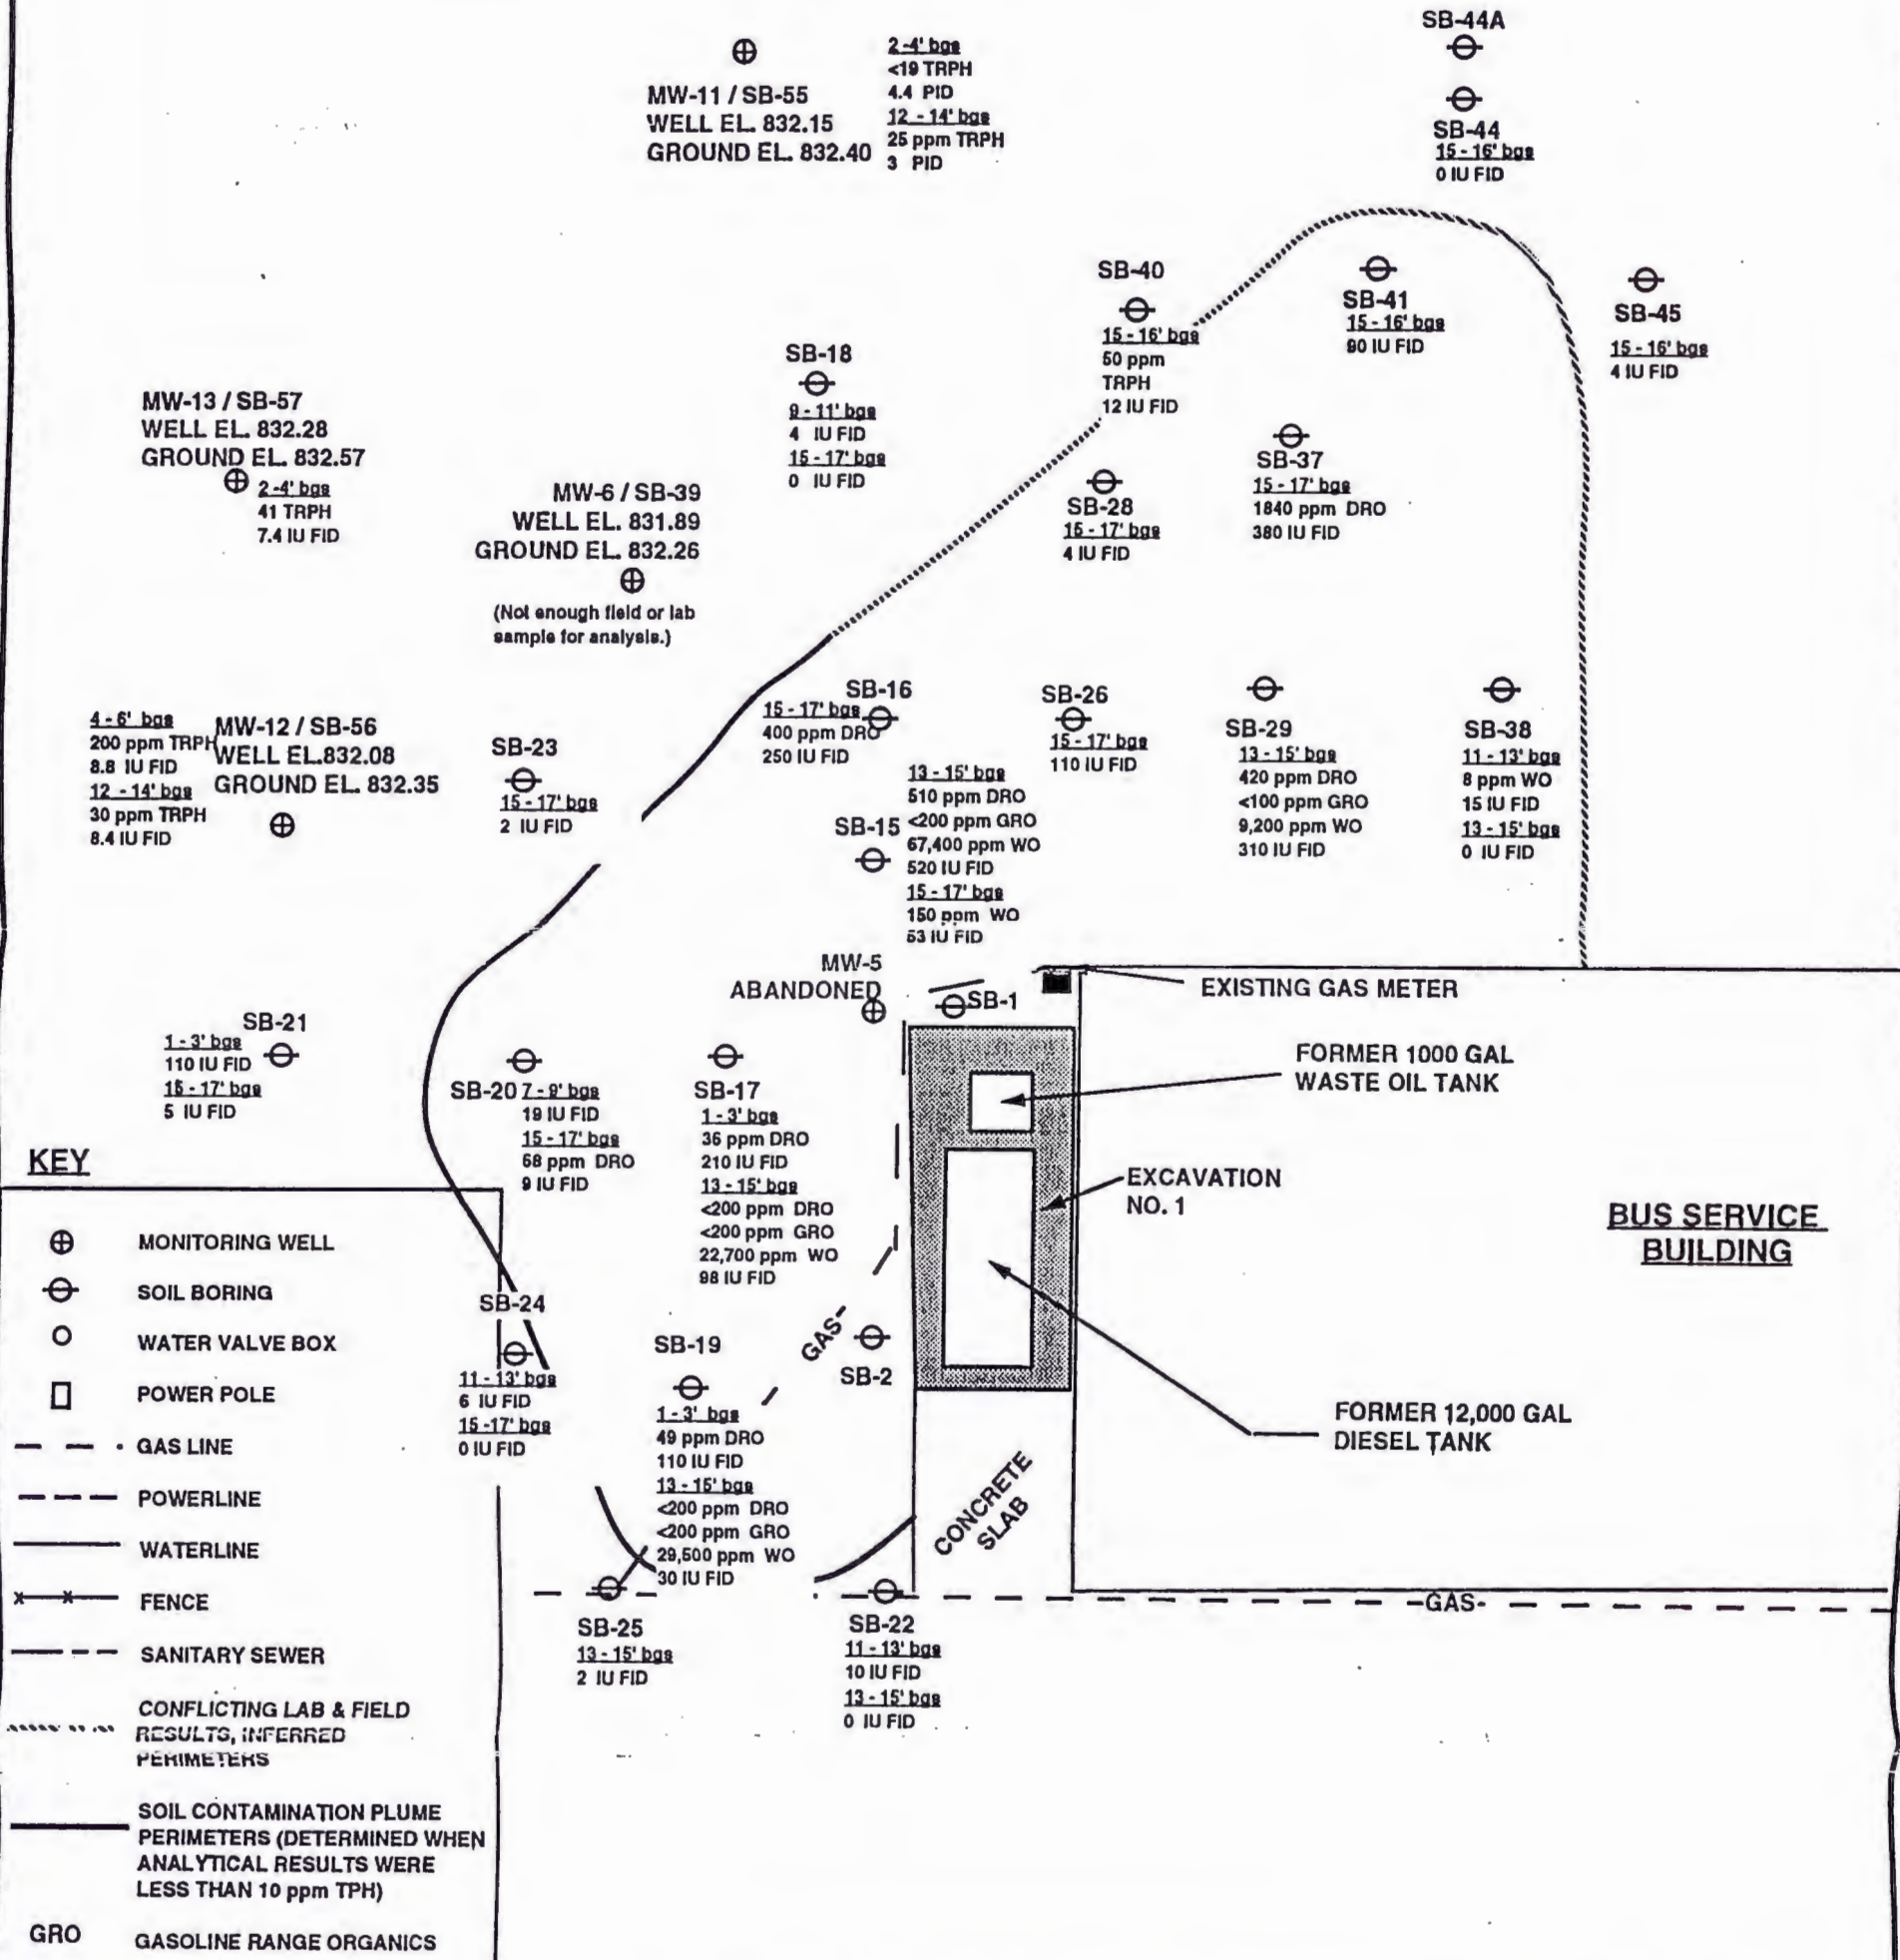 SB-44A
2-4' bgs
<19 TRPH
4.4 PID
12 - 14' bgs
25 ppm TRPH
3 PID
MW-11 / SB-55
WELL EL. 832.15
GROUND EL. 832.40
SB-44
15 - 16' bgs
0 IU FID
SB-40
15 - 16' bgs
50 ppm
TRPH
12 IU FID
SB-41
15 - 16' bgs
90 IU FID
SB-45
15 - 16' bgs
4 IU FID
SB-18
9 - 11' bgs
4 IU FID
15 - 17' bgs
0 IU FID
MW-13 / SB-57
WELL EL. 832.28
GROUND EL. 832.57
2-4' bgs
41 TRPH
7.4 IU FID
MW-6 / SB-39
WELL EL. 831.89
GROUND EL. 832.26
(Not enough field or lab
sample for analysis.)
SB-28
15 - 17' bgs
4 IU FID
SB-37
15 - 17' bgs
1840 ppm DRO
380 IU FID
4 - 6' bgs
200 ppm TRPH
8.8 IU FID
12 - 14' bgs
30 ppm TRPH
8.4 IU FID
MW-12 / SB-56
WELL EL.832.08
GROUND EL. 832.35
SB-23
15 - 17' bgs
2 IU FID
SB-16
15 - 17' bgs
400 ppm DRO
250 IU FID
SB-26
15 - 17' bgs
110 IU FID
SB-29
13 - 15' bgs
420 ppm DRO
<100 ppm GRO
9,200 ppm WO
310 IU FID
SB-38
11 - 13' bgs
8 ppm WO
15 IU FID
13 - 15' bgs
0 IU FID
SB-15
13 - 15' bgs
510 ppm DRO
<200 ppm GRO
67,400 ppm WO
520 IU FID
15 - 17' bgs
150 ppm WO
53 IU FID
MW-5
ABANDONED
SB-1
EXISTING GAS METER
SB-21
1 - 3' bgs
110 IU FID
15 - 17' bgs
5 IU FID
SB-20 7 - 9' bgs
19 IU FID
15 - 17' bgs
68 ppm DRO
9 IU FID
SB-17
1 - 3' bgs
36 ppm DRO
210 IU FID
13 - 15' bgs
<200 ppm DRO
<200 ppm GRO
22,700 ppm WO
98 IU FID
FORMER 1000 GAL
WASTE OIL TANK
EXCAVATION
NO. 1
BUS SERVICE
BUILDING
SB-24
11 - 13' bgs
6 IU FID
15 -17' bgs
0 IU FID
SB-19
1 - 3' bgs
49 ppm DRO
110 IU FID
13 - 15' bgs
<200 ppm DRO
<200 ppm GRO
29,500 ppm WO
30 IU FID
GAS-
SB-2
FORMER 12,000 GAL
DIESEL TANK
CONCRETE
SLAB
-GAS-
SB-25
13 - 15' bgs
2 IU FID
SB-22
11 - 13' bgs
10 IU FID
13 - 15' bgs
0 IU FID
KEY
MONITORING WELL
SOIL BORING
WATER VALVE BOX
POWER POLE
GAS LINE
POWERLINE
WATERLINE
FENCE
SANITARY SEWER
CONFLICTING LAB & FIELD
RESULTS, INFERRED
PERIMETERS
SOIL CONTAMINATION PLUME
PERIMETERS (DETERMINED WHEN
ANALYTICAL RESULTS WERE
LESS THAN 10 ppm TPH)
GRO GASOLINE RANGE ORGANICS